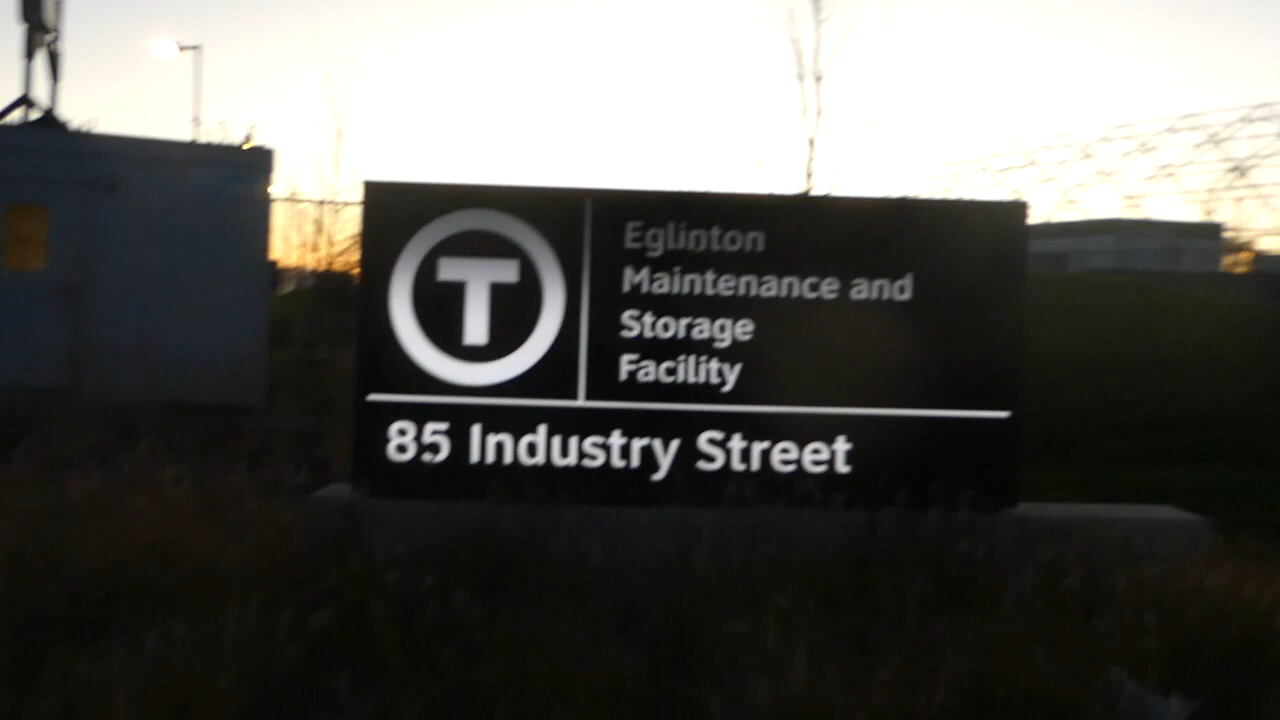 T
Eglinton
Maintenance and
Storage
Facility
85 Industry Street